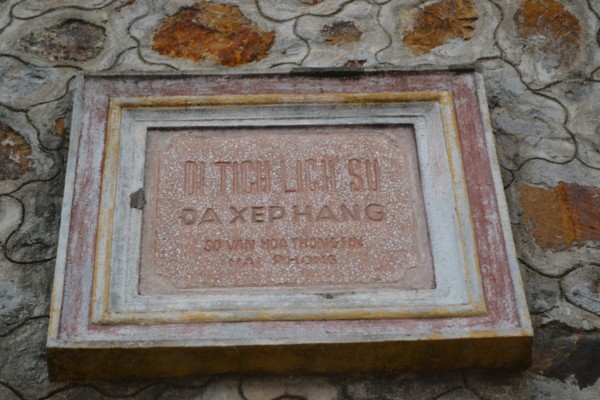 DI TICH LICH SU
DA XEP HANG
SO VAN HOA THONG TIN
HAI PHONG